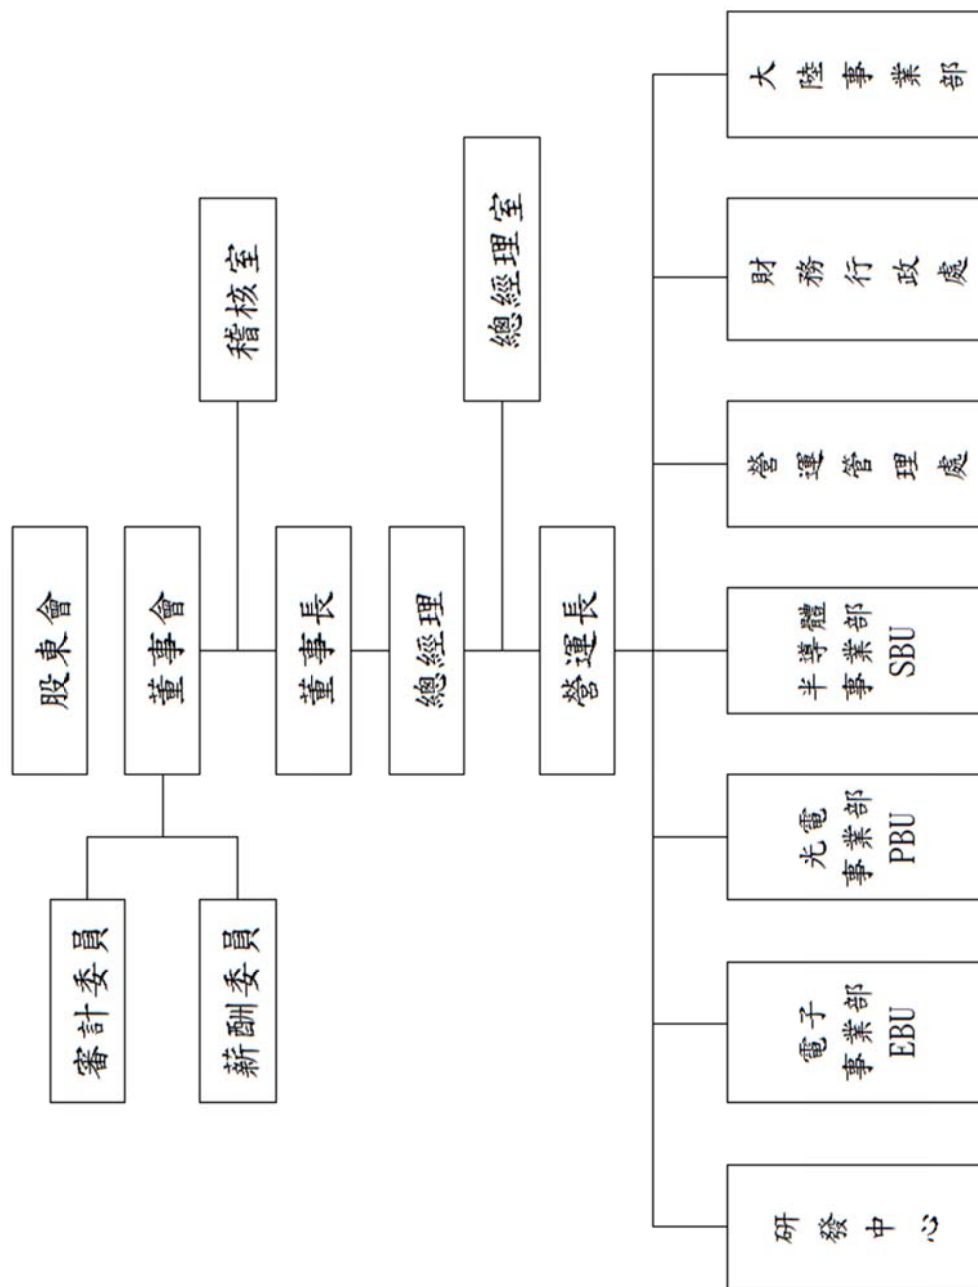 股東會
董事會
審計委員
薪酬委員
稽核室
董事長
總經理
總經理室
營運長
研發中心
電子
事業部
EBU
光電
事業部
PBU
半導體
事業部
SBU
營運管理處
財務行政處
大陸事業部